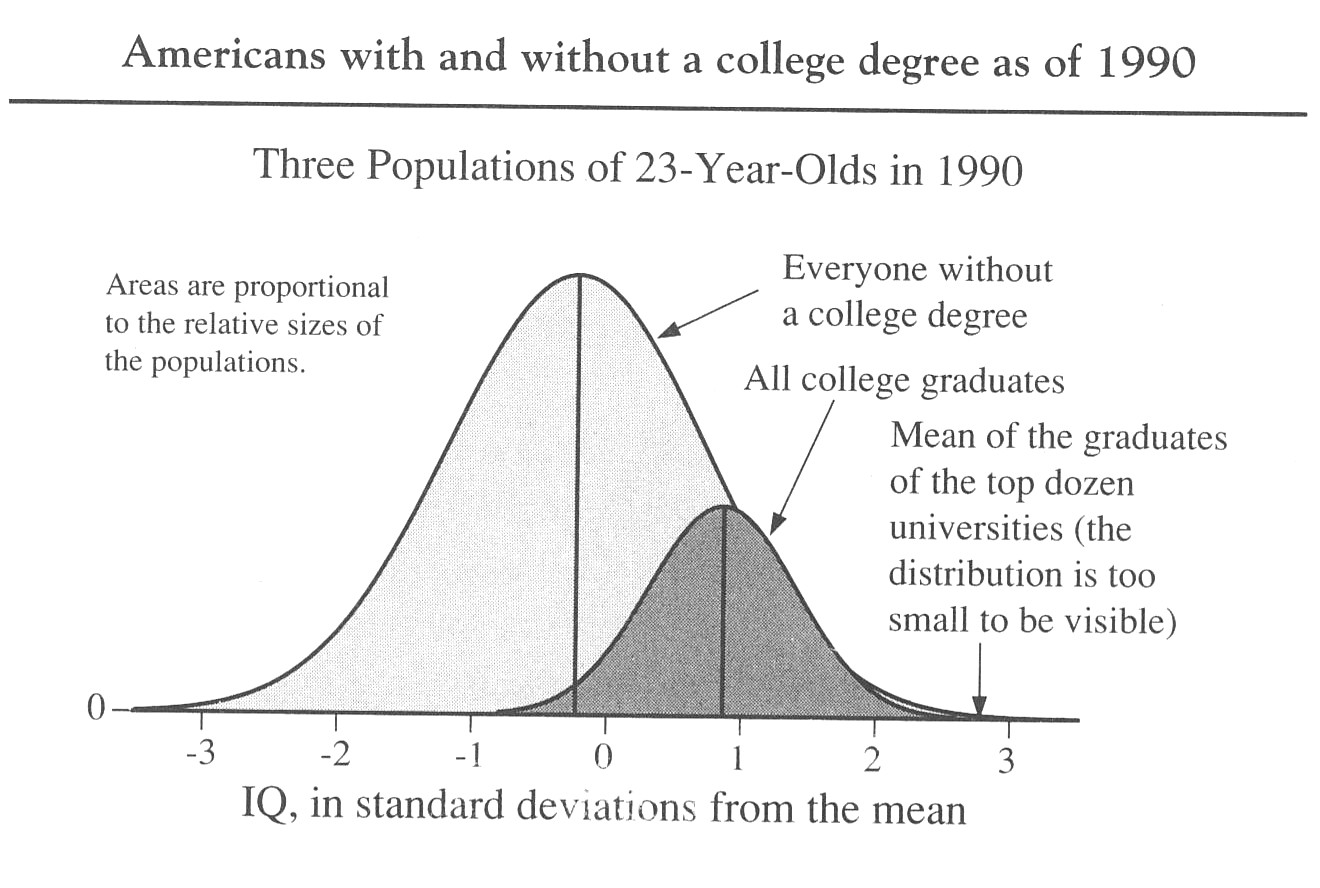 Americans with and without a college degree as of 1990
Three Populations of 23-Year-Olds in 1990
Areas are proportional
to the relative sizes of
the populations.
Everyone without
a college degree
All college graduates
Mean of the graduates
of the top dozen
universities (the
distribution is too
small to be visible)
0
-3 -2 -1 0 1 2 3
IQ, in standard deviations from the mean